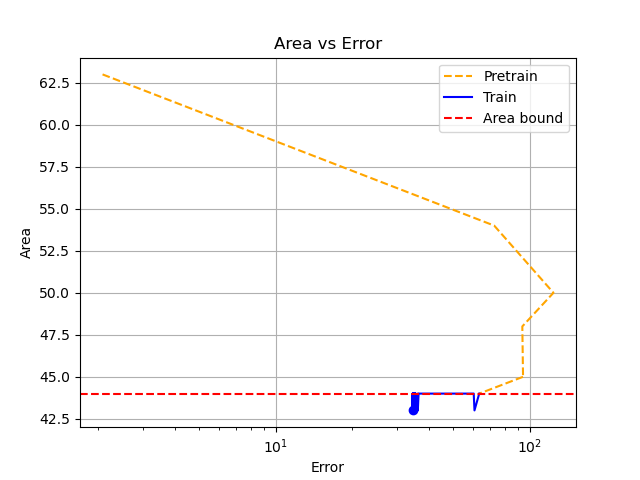 Area vs Error
Pretrain
Train
Area bound
62.5
60.0
57.5
55.0
52.5
50.0
47.5
45.0
42.5
Area
10¹
10²
Error